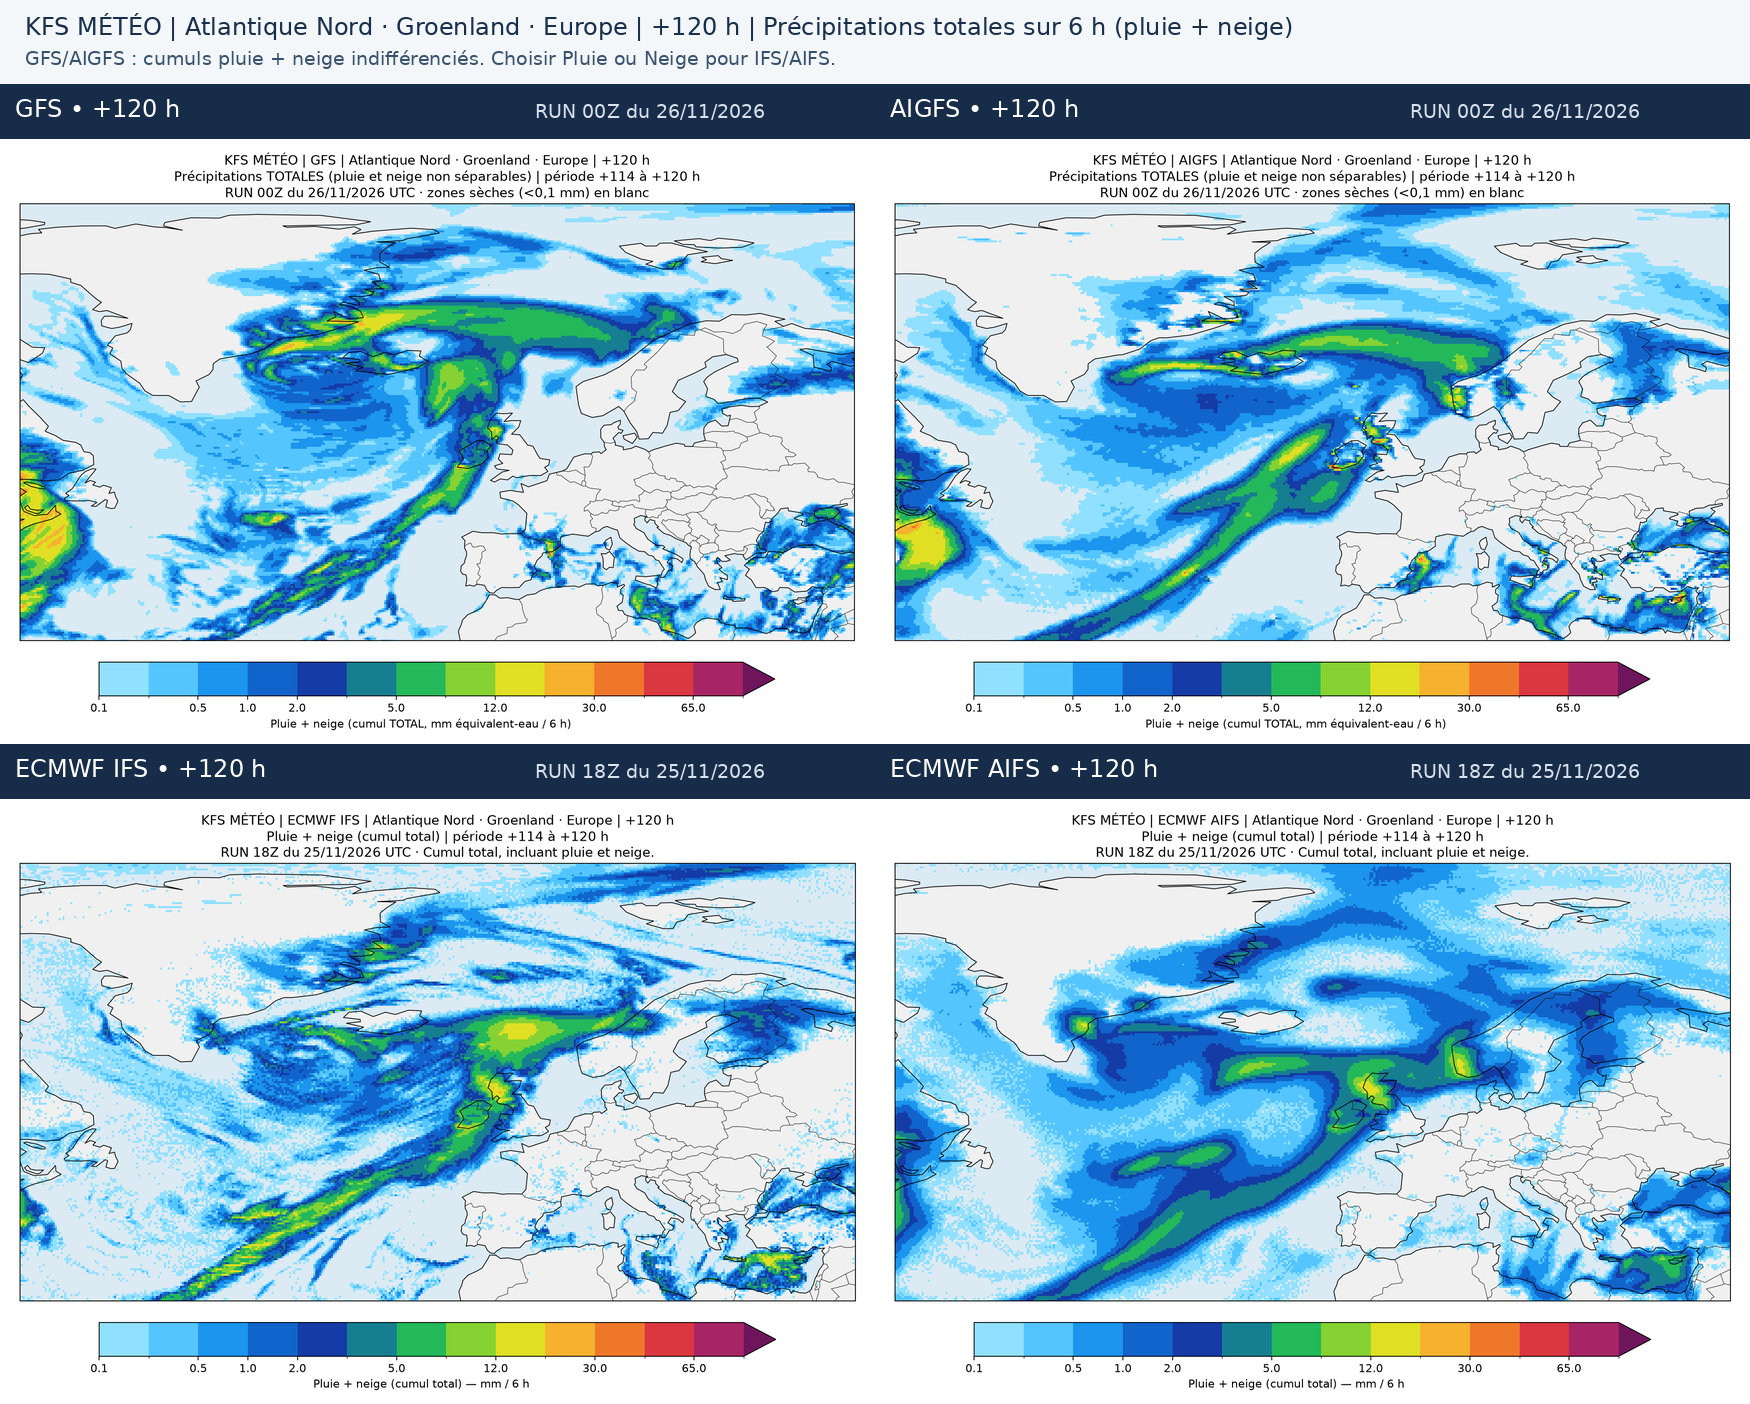 KFS MÉTÉO | Atlantique Nord · Groenland · Europe | +120 h | Précipitations totales sur 6 h (pluie + neige)
GFS/AIGFS : cumuls pluie + neige indifférenciés. Choisir Pluie ou Neige pour IFS/AIFS.
GFS • +120 h RUN 00Z du 26/11/2026
AIGFS • +120 h RUN 00Z du 26/11/2026
KFS MÉTÉO | GFS | Atlantique Nord · Groenland · Europe | +120 h
Précipitations TOTALES (pluie et neige non séparables) | période +114 à +120 h
RUN 00Z du 26/11/2026 UTC · zones sèches (<0,1 mm) en blanc
KFS MÉTÉO | AIGFS | Atlantique Nord · Groenland · Europe | +120 h
Précipitations TOTALES (pluie et neige non séparables) | période +114 à +120 h
RUN 00Z du 26/11/2026 UTC · zones sèches (<0,1 mm) en blanc
0.1 0.5 1.0 2.0 5.0 12.0 30.0 65.0
Pluie + neige (cumul TOTAL, mm équivalent-eau / 6 h)
0.1 0.5 1.0 2.0 5.0 12.0 30.0 65.0
Pluie + neige (cumul TOTAL, mm équivalent-eau / 6 h)
ECMWF IFS • +120 h RUN 18Z du 25/11/2026
ECMWF AIFS • +120 h RUN 18Z du 25/11/2026
KFS MÉTÉO | ECMWF IFS | Atlantique Nord · Groenland · Europe | +120 h
Pluie + neige (cumul total) | période +114 à +120 h
RUN 18Z du 25/11/2026 UTC · Cumul total, incluant pluie et neige.
KFS MÉTÉO | ECMWF AIFS | Atlantique Nord · Groenland · Europe | +120 h
Pluie + neige (cumul total) | période +114 à +120 h
RUN 18Z du 25/11/2026 UTC · Cumul total, incluant pluie et neige.
0.1 0.5 1.0 2.0 5.0 12.0 30.0 65.0
Pluie + neige (cumul total) — mm / 6 h
0.1 0.5 1.0 2.0 5.0 12.0 30.0 65.0
Pluie + neige (cumul total) — mm / 6 h